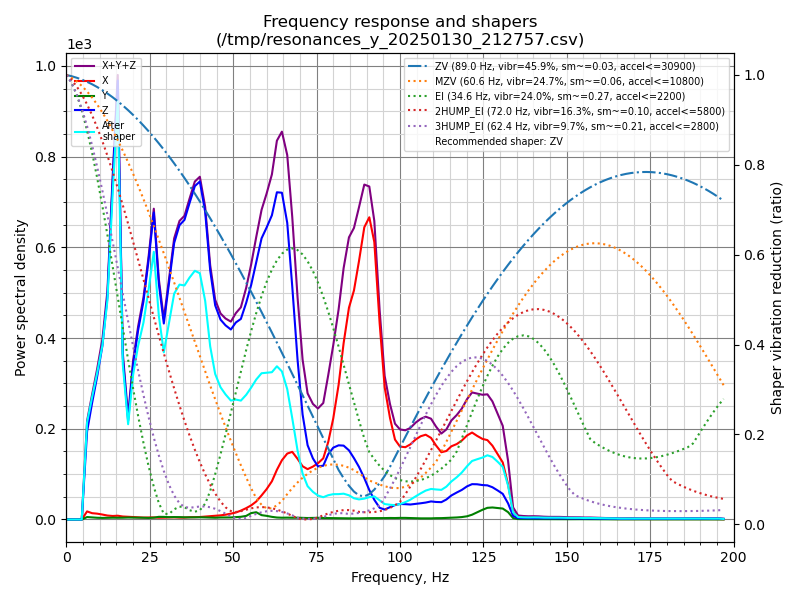 Frequency response and shapers
(/tmp/resonances_y_20250130_212757.csv)
1e3
X+Y+Z
X
Y
Z
After
shaper
ZV (89.0 Hz, vibr=45.9%, sm~=0.03, accel<=30900)
MZV (60.6 Hz, vibr=24.7%, sm~=0.06, accel<=10800)
EI (34.6 Hz, vibr=24.0%, sm~=0.27, accel<=2200)
2HUMP_EI (72.0 Hz, vibr=16.3%, sm~=0.10, accel<=5800)
3HUMP_EI (62.4 Hz, vibr=9.7%, sm~=0.21, accel<=2800)
Recommended shaper: ZV
1.0
0.8
0.6
0.4
0.2
0.0
Power spectral density
1.0
0.8
0.6
0.4
0.2
0.0
Shaper vibration reduction (ratio)
0 25 50 75 100 125 150 175 200
Frequency, Hz